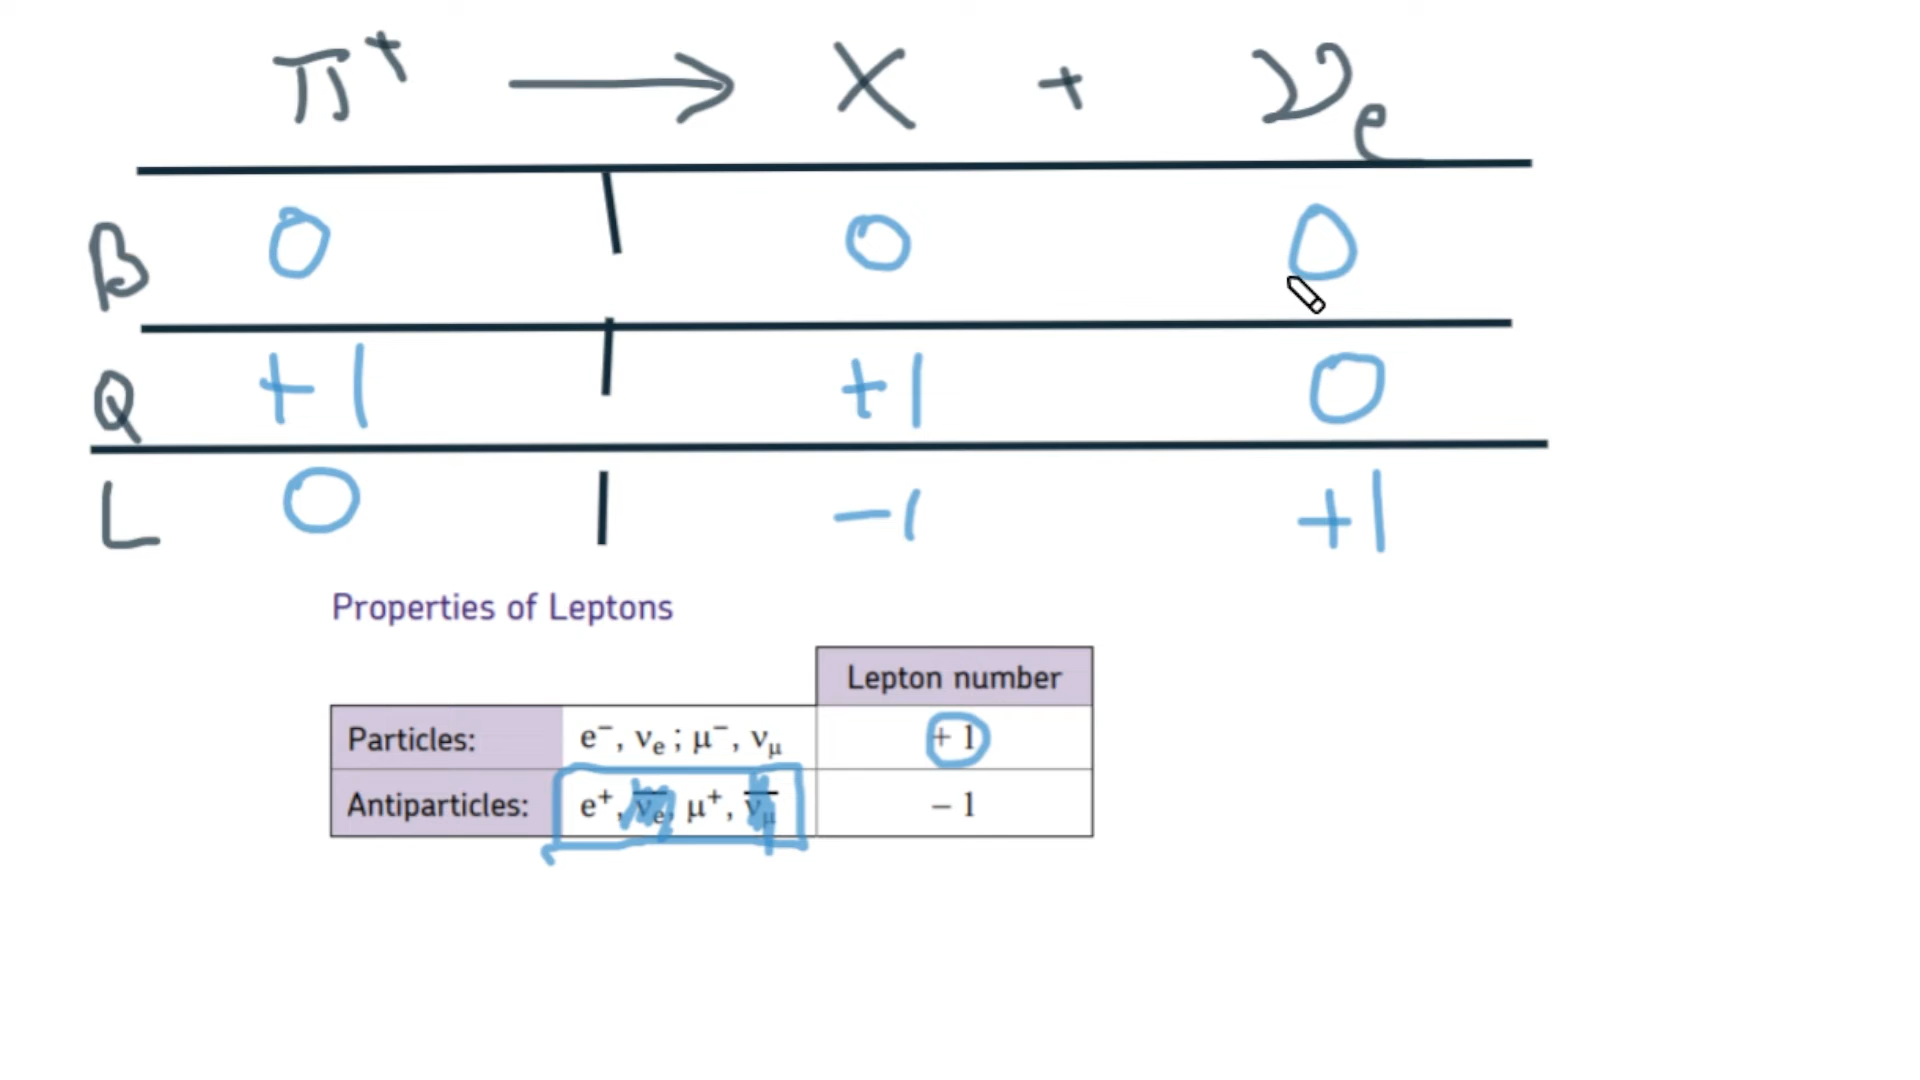 π⁺ → X + νₑ
B 0 | 0 0
Q +1 | +1 0
L 0 | -1 +1
Properties of Leptons
Lepton number
Particles: e⁻, νₑ ; μ⁻, ν_μ + 1
Antiparticles: e⁺, ν̅ₑ, μ⁺, ν̅_μ − 1